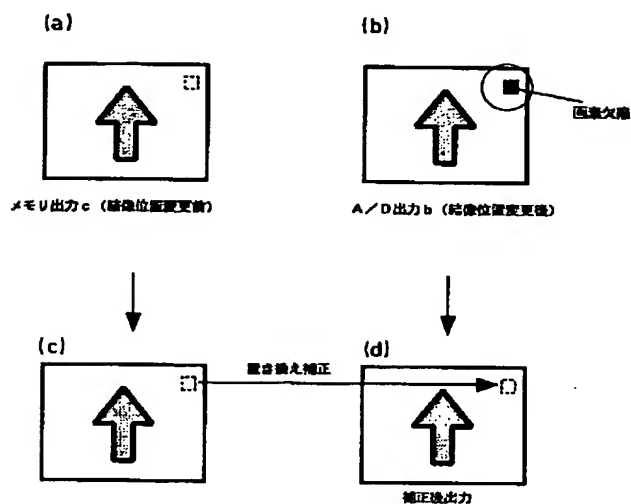 (a)
(b)
画素欠陥
メモリ出力c（結像位置変更前）
A／D出力b（結像位置変更後）
(c)
(d)
置き換え補正
補正後出力